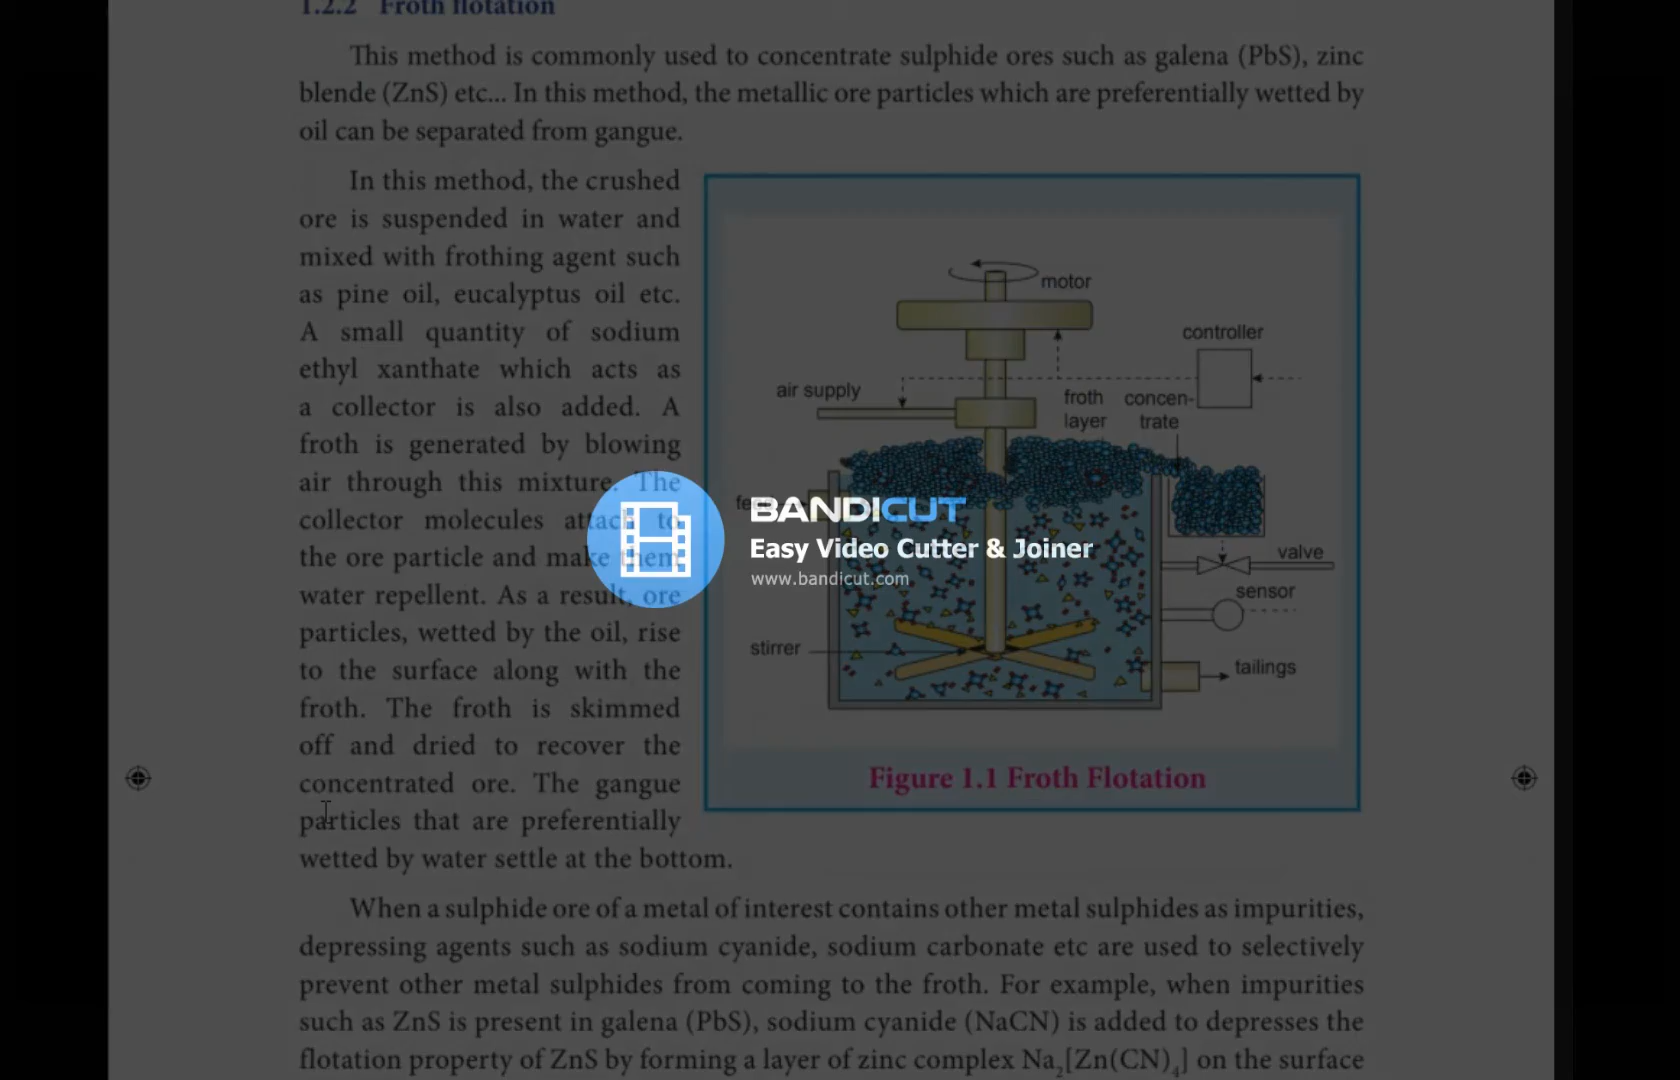 1.2.2 Froth flotation
This method is commonly used to concentrate sulphide ores such as galena (PbS), zinc
blende (ZnS) etc... In this method, the metallic ore particles which are preferentially wetted by
oil can be separated from gangue.
In this method, the crushed
ore is suspended in water and
mixed with frothing agent such
as pine oil, eucalyptus oil etc.
A small quantity of sodium
ethyl xanthate which acts as
a collector is also added. A
froth is generated by blowing
air through this mixture. The
collector molecules attach to
the ore particle and make them
water repellent. As a result, ore
particles, wetted by the oil, rise
to the surface along with the
froth. The froth is skimmed
off and dried to recover the
concentrated ore. The gangue
particles that are preferentially
wetted by water settle at the bottom.
motor
controller
air supply
froth
layer
concen-
trate
valve
sensor
stirrer
tailings
Figure 1.1 Froth Flotation
BANDICUT
Easy Video Cutter & Joiner
www.bandicut.com
When a sulphide ore of a metal of interest contains other metal sulphides as impurities,
depressing agents such as sodium cyanide, sodium carbonate etc are used to selectively
prevent other metal sulphides from coming to the froth. For example, when impurities
such as ZnS is present in galena (PbS), sodium cyanide (NaCN) is added to depresses the
flotation property of ZnS by forming a layer of zinc complex Na₂[Zn(CN)₄] on the surface